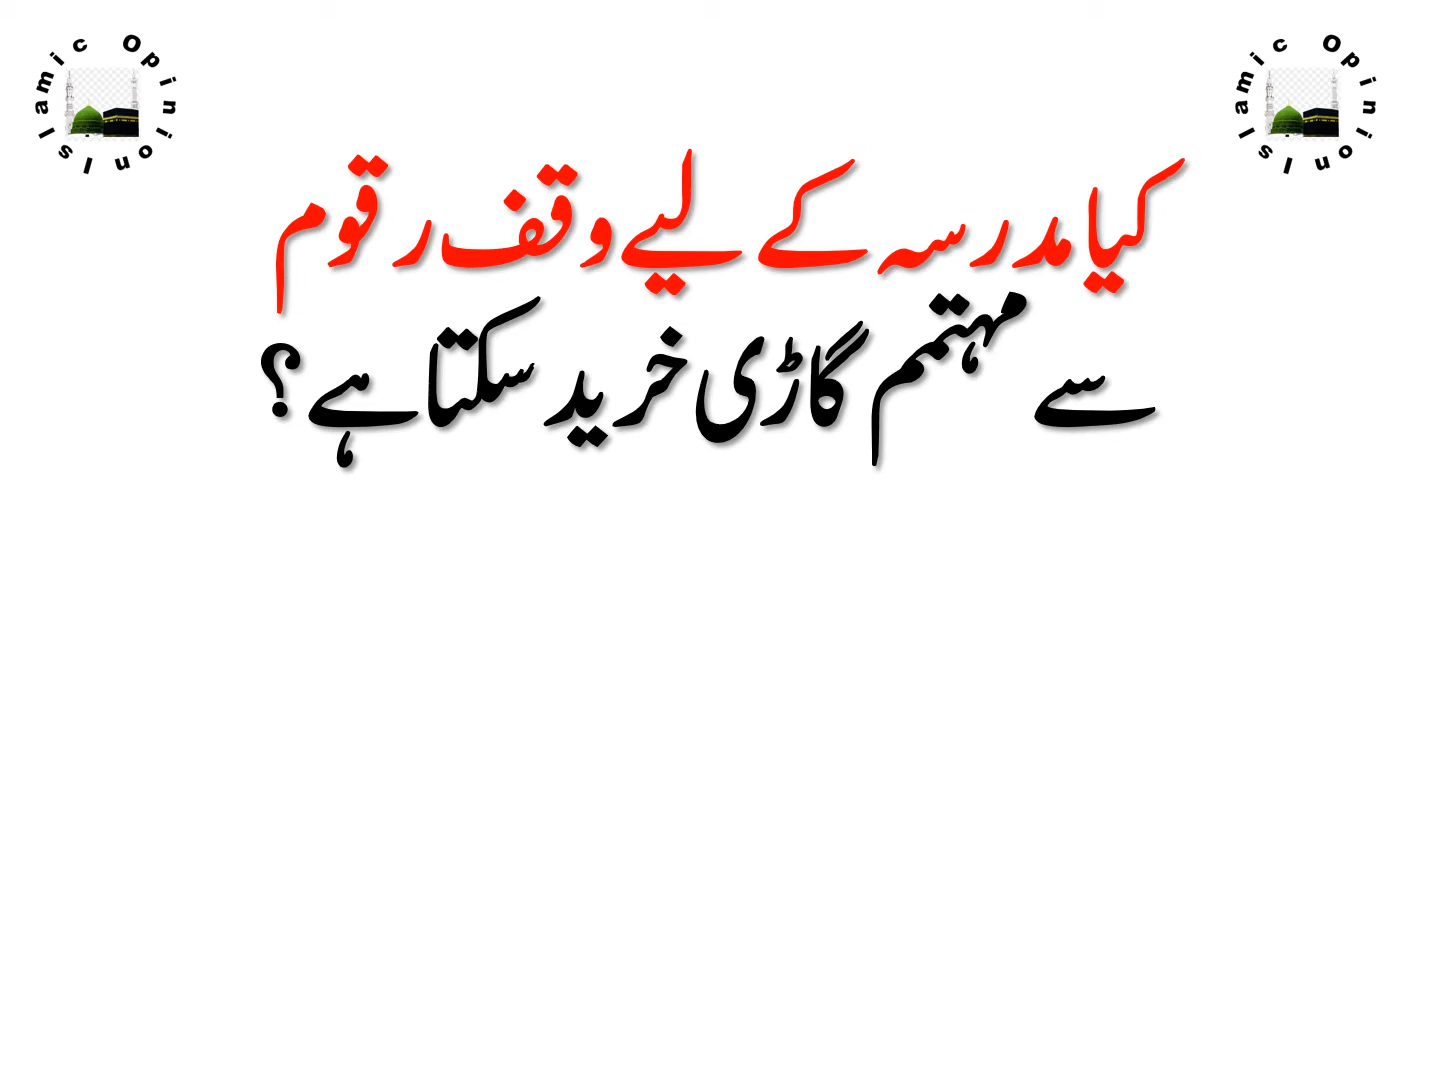 Islamic Opinion
Islamic Opinion
کیا مدرسہ کے لیے وقف رقوم
سے مہتمم گاڑی خرید سکتا ہے؟